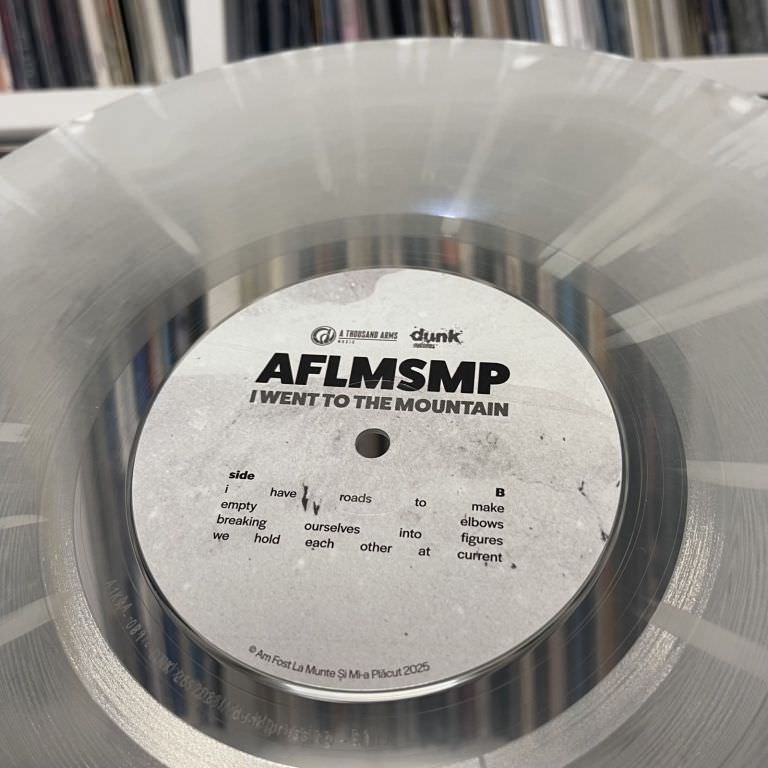 A THOUSAND ARMS
MUSIC
dunk
AFLMSMP
I WENT TO THE MOUNTAIN
side B
i have roads to make
empty elbows
breaking ourselves into figures
we hold each other at current
© Am Fost La Munte Și Mi-a Plăcut 2025